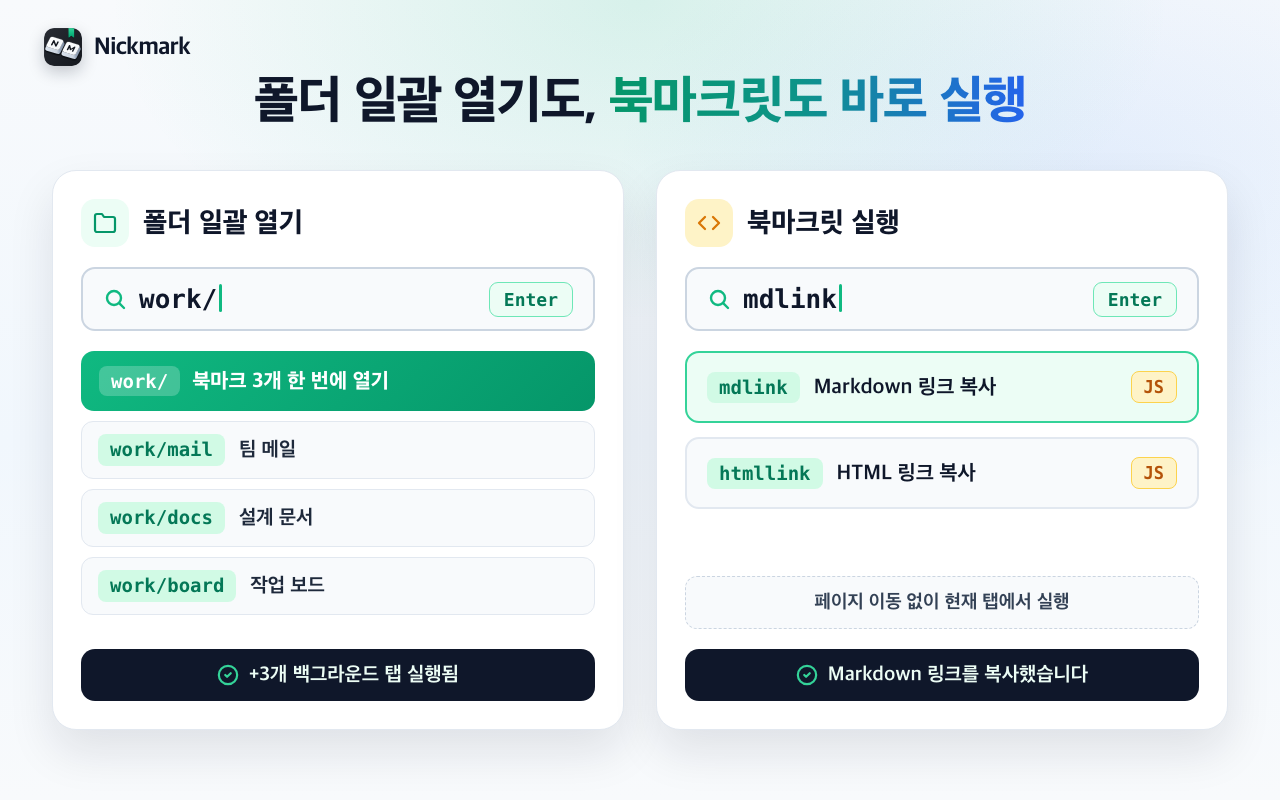 Nickmark
폴더 일괄 열기도, 북마크릿도 바로 실행
폴더 일괄 열기
work/
Enter
work/ 북마크 3개 한 번에 열기
work/mail 팀 메일
work/docs 설계 문서
work/board 작업 보드
+3개 백그라운드 탭 실행됨
북마크릿 실행
mdlink
Enter
mdlink Markdown 링크 복사 JS
htmllink HTML 링크 복사 JS
페이지 이동 없이 현재 탭에서 실행
Markdown 링크를 복사했습니다